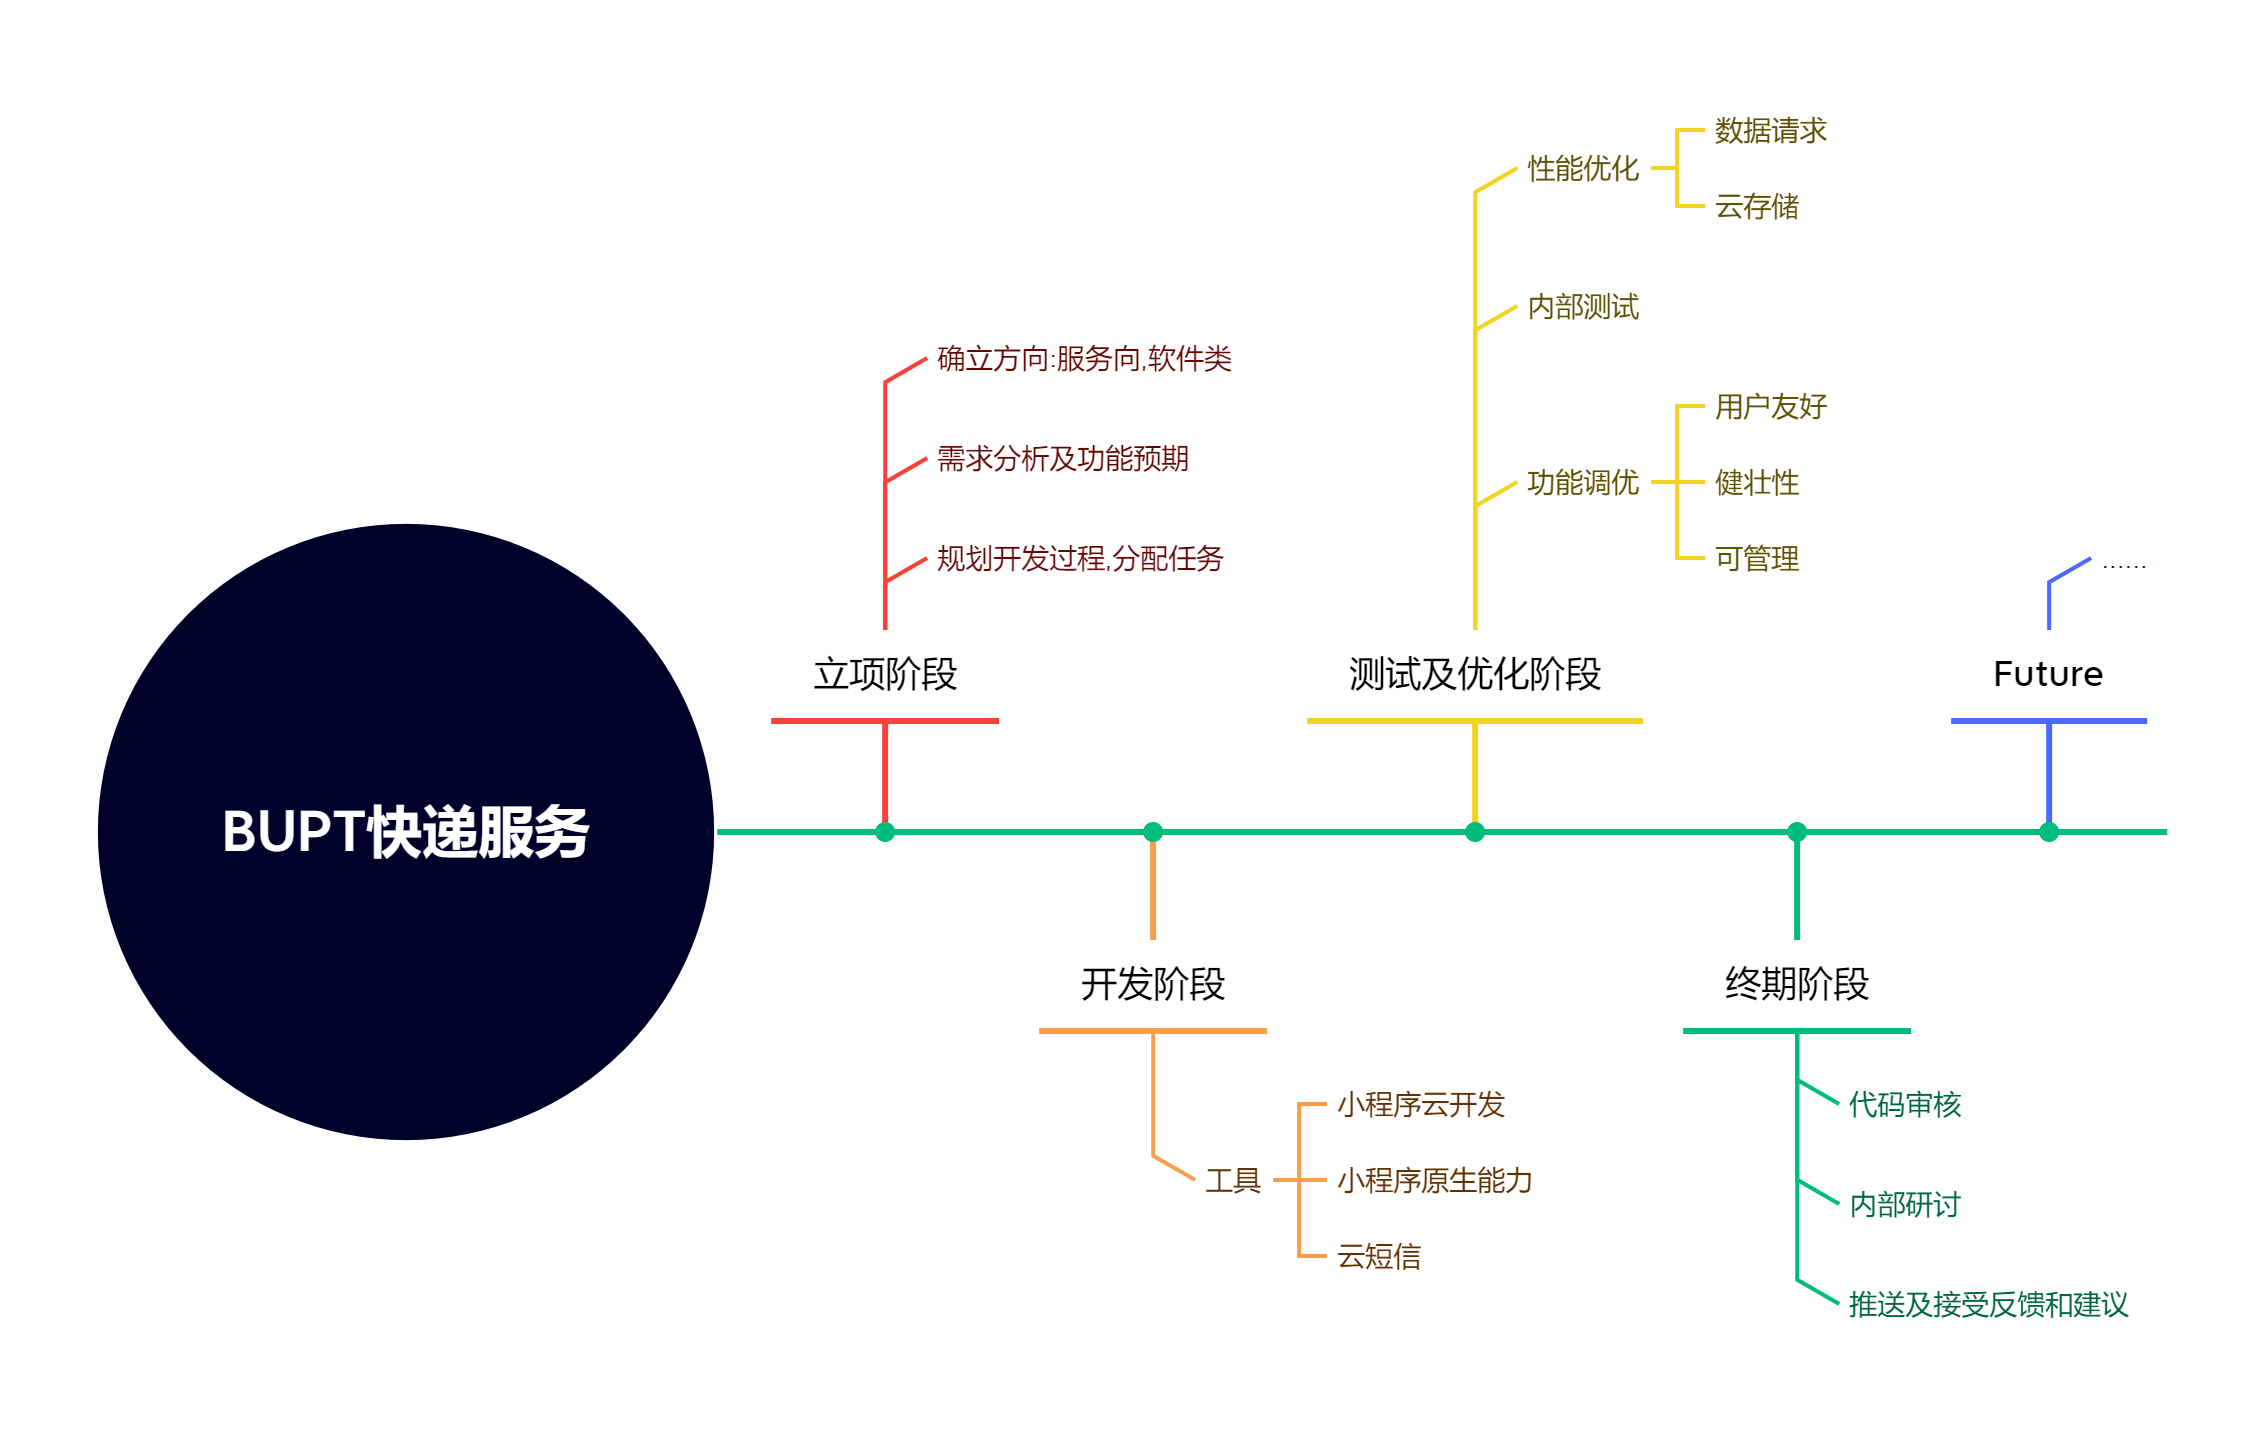 BUPT快递服务
立项阶段
确立方向:服务向,软件类
需求分析及功能预期
规划开发过程,分配任务
开发阶段
工具
小程序云开发
小程序原生能力
云短信
测试及优化阶段
性能优化
数据请求
云存储
内部测试
功能调优
用户友好
健壮性
可管理
终期阶段
代码审核
内部研讨
推送及接受反馈和建议
Future
......